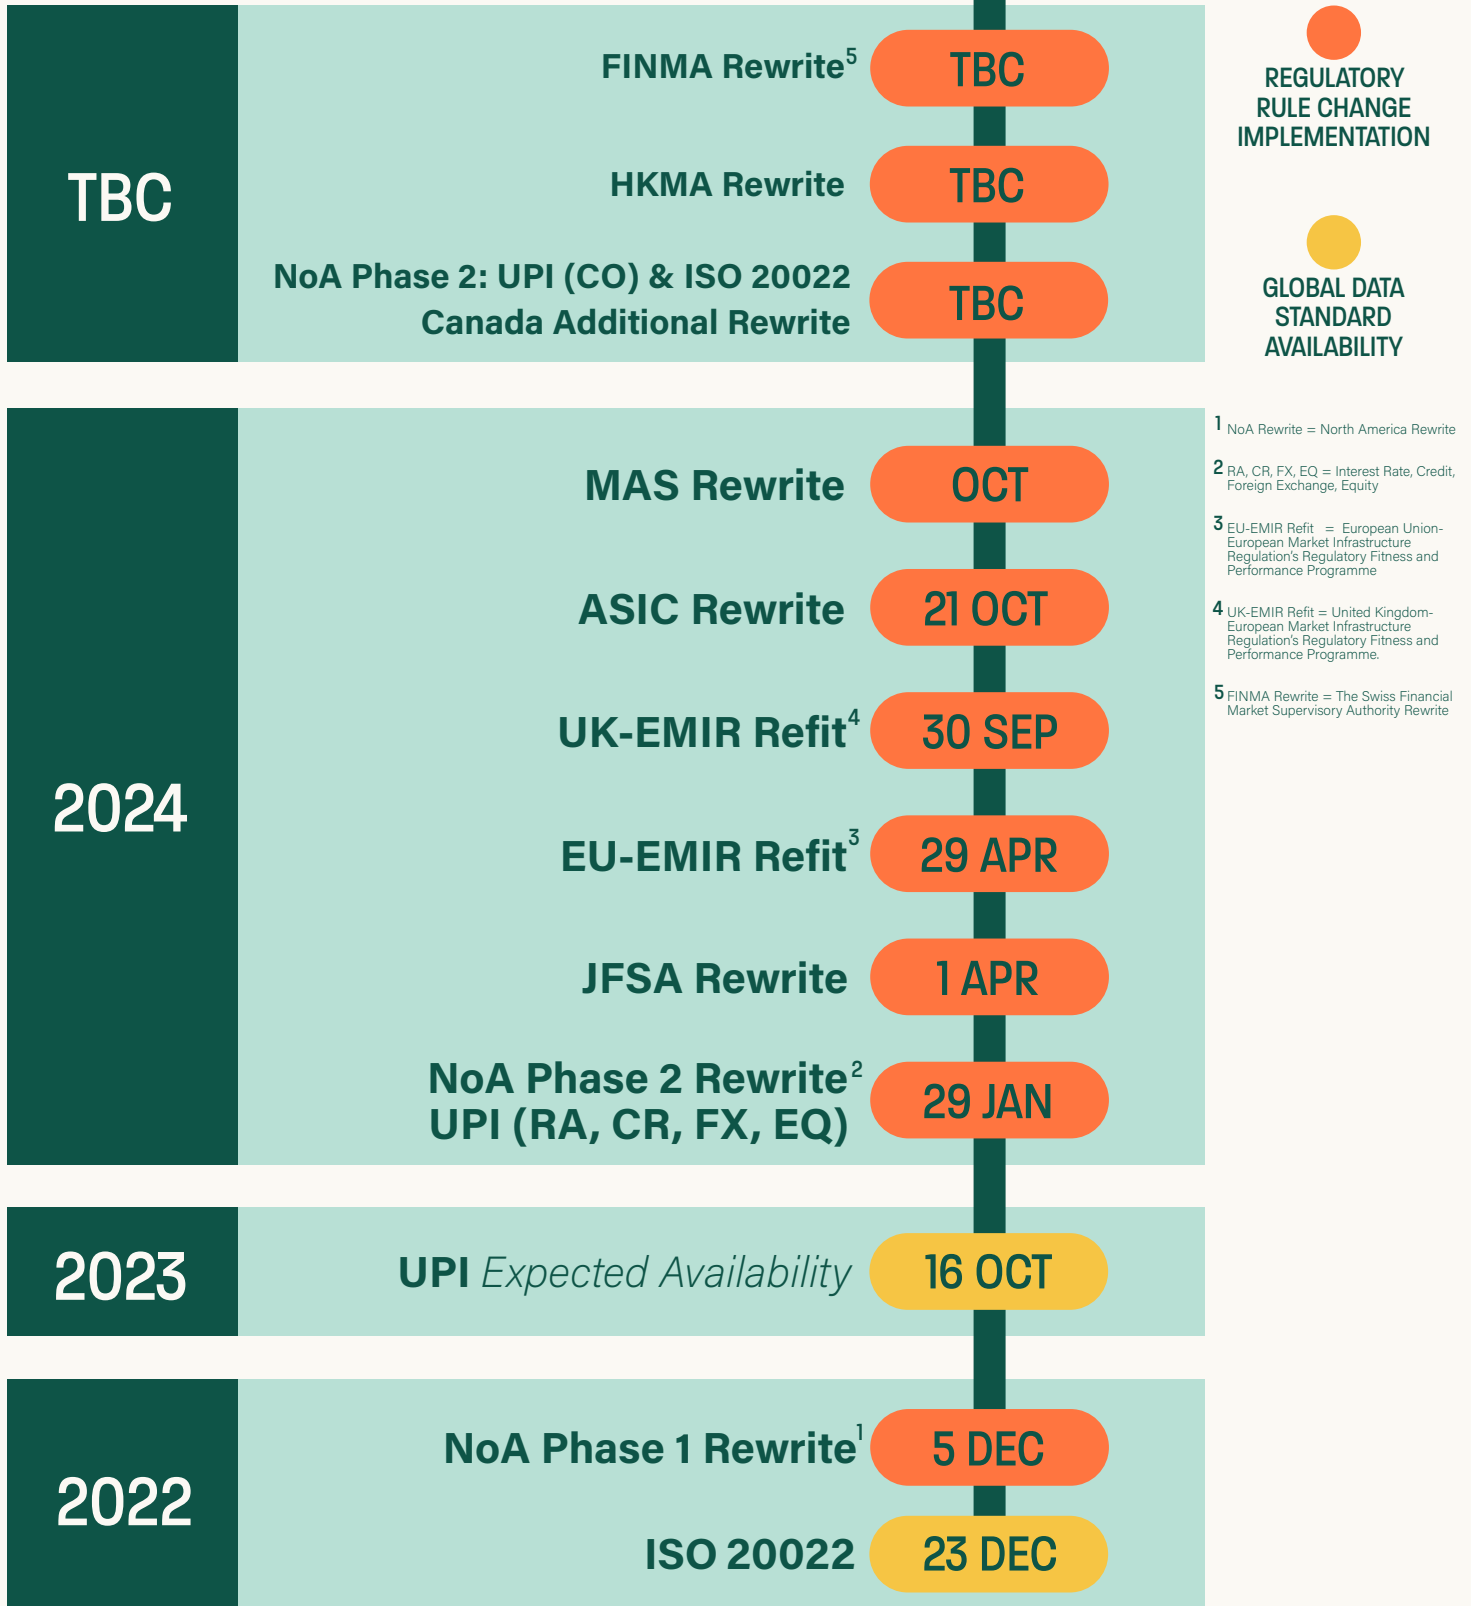 TBC
FINMA Rewrite⁵
TBC
HKMA Rewrite
TBC
NoA Phase 2: UPI (CO) & ISO 20022
Canada Additional Rewrite
TBC
2024
MAS Rewrite
OCT
ASIC Rewrite
21 OCT
UK-EMIR Refit⁴
30 SEP
EU-EMIR Refit³
29 APR
JFSA Rewrite
1 APR
NoA Phase 2 Rewrite²
UPI (RA, CR, FX, EQ)
29 JAN
2023
UPI Expected Availability
16 OCT
2022
NoA Phase 1 Rewrite¹
5 DEC
ISO 20022
23 DEC
REGULATORY
RULE CHANGE
IMPLEMENTATION
GLOBAL DATA
STANDARD
AVAILABILITY
1 NoA Rewrite = North America Rewrite
2 RA, CR, FX, EQ = Interest Rate, Credit,
Foreign Exchange, Equity
3 EU-EMIR Refit = European Union-
European Market Infrastructure
Regulation's Regulatory Fitness and
Performance Programme
4 UK-EMIR Refit = United Kingdom-
European Market Infrastructure
Regulation's Regulatory Fitness and
Performance Programme.
5 FINMA Rewrite = The Swiss Financial
Market Supervisory Authority Rewrite